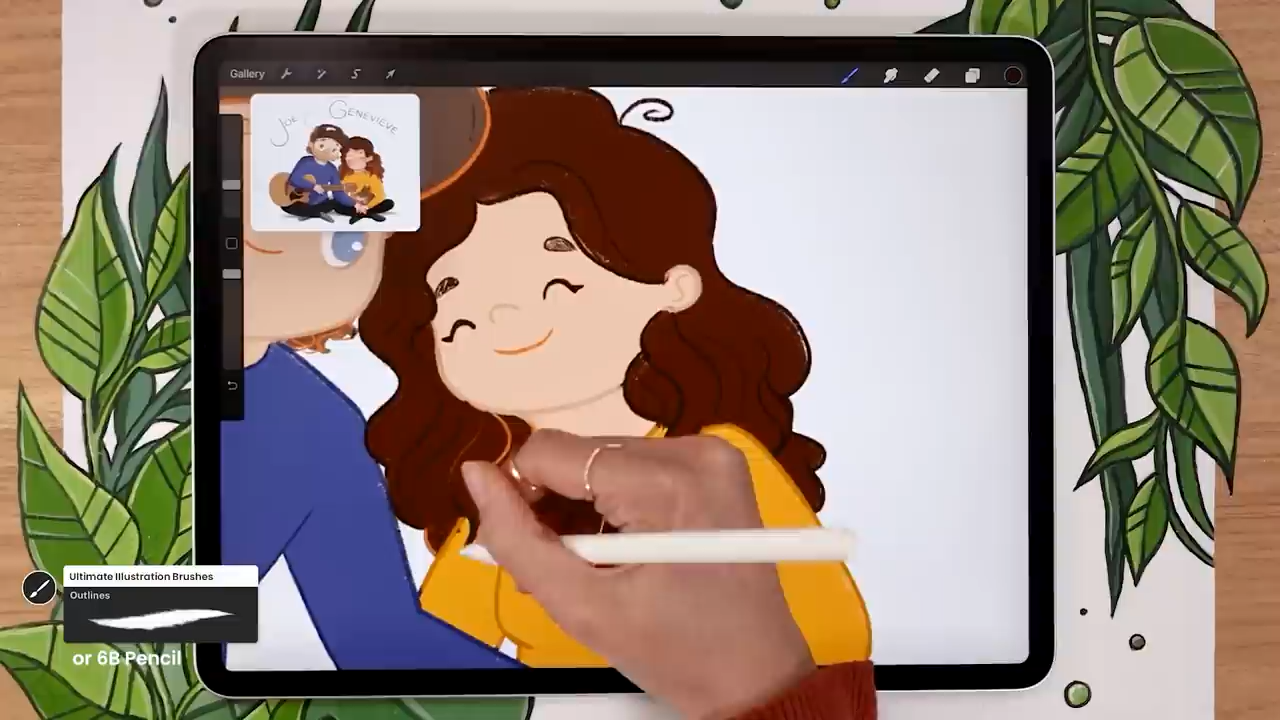 Gallery
JOE GENEVIEVE
Ultimate Illustration Brushes
Outlines
or 6B Pencil